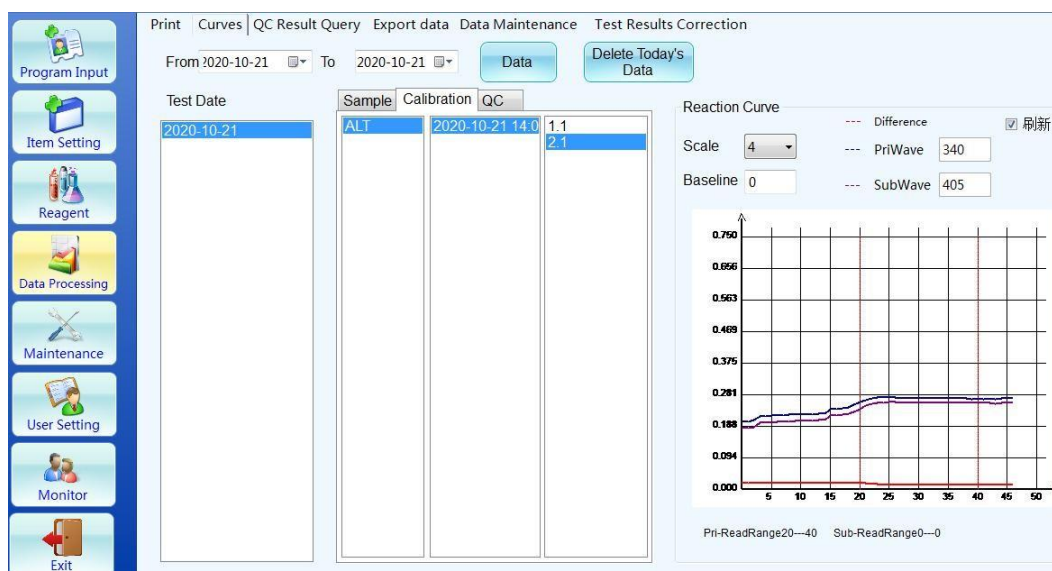 Print Curves QC Result Query Export data Data Maintenance Test Results Correction
Program Input
Item Setting
Reagent
Data Processing
Maintenance
User Setting
Monitor
Exit
From 2020-10-21 To 2020-10-21 Data Delete Today's
Data
Test Date
2020-10-21
Sample Calibration QC
ALT 2020-10-21 14:0 1.1
2.1
Reaction Curve
Difference 刷新
Scale 4 PriWave 340
Baseline 0 SubWave 405
0.750
0.656
0.563
0.469
0.375
0.281
0.188
0.094
0.000
5 10 15 20 25 30 35 40 45 50
Pri-ReadRange20---40 Sub-ReadRange0---0